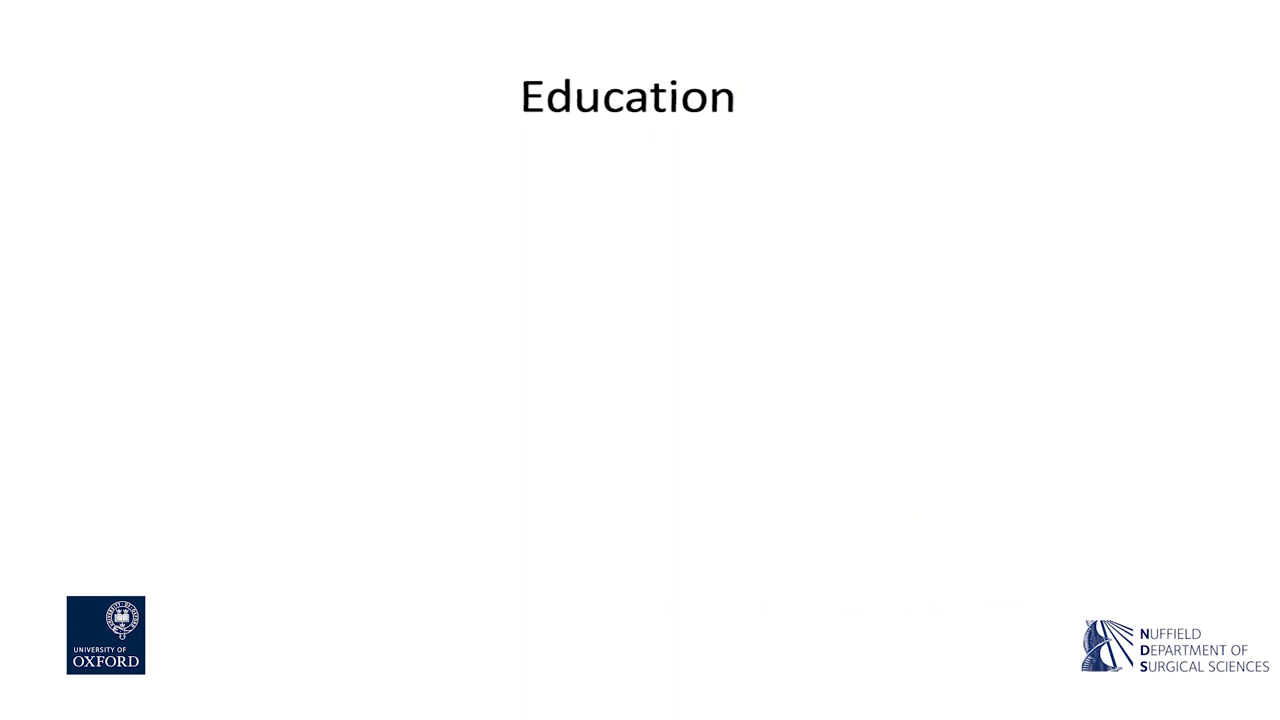 Education
UNIVERSITY OF
OXFORD
NUFFIELD
DEPARTMENT OF
SURGICAL SCIENCES